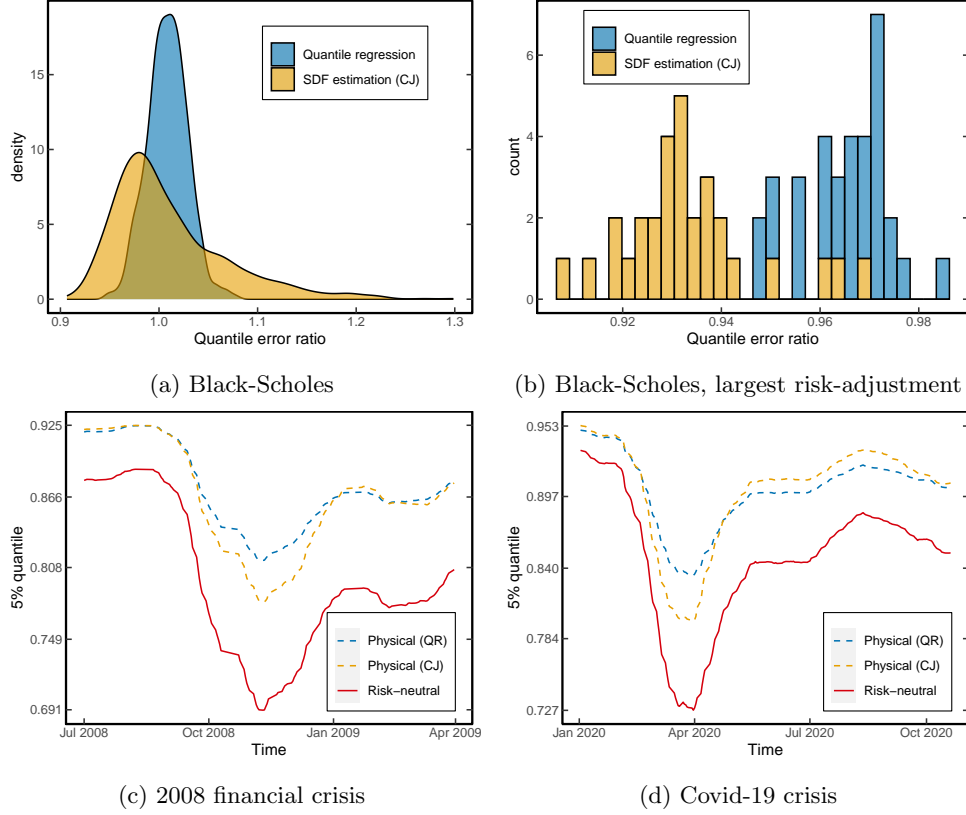 Quantile regression
SDF estimation (CJ)
density
15
10
5
0
0.9
1.0
1.1
1.2
1.3
Quantile error ratio
(a) Black-Scholes
Quantile regression
SDF estimation (CJ)
count
6
4
2
0
0.92
0.94
0.96
0.98
Quantile error ratio
(b) Black-Scholes, largest risk-adjustment
5% quantile
0.925
0.866
0.808
0.749
0.691
Physical (QR)
Physical (CJ)
Risk−neutral
Jul 2008
Oct 2008
Jan 2009
Apr 2009
Time
(c) 2008 financial crisis
5% quantile
0.953
0.897
0.840
0.784
0.727
Physical (QR)
Physical (CJ)
Risk−neutral
Jan 2020
Apr 2020
Jul 2020
Oct 2020
Time
(d) Covid-19 crisis